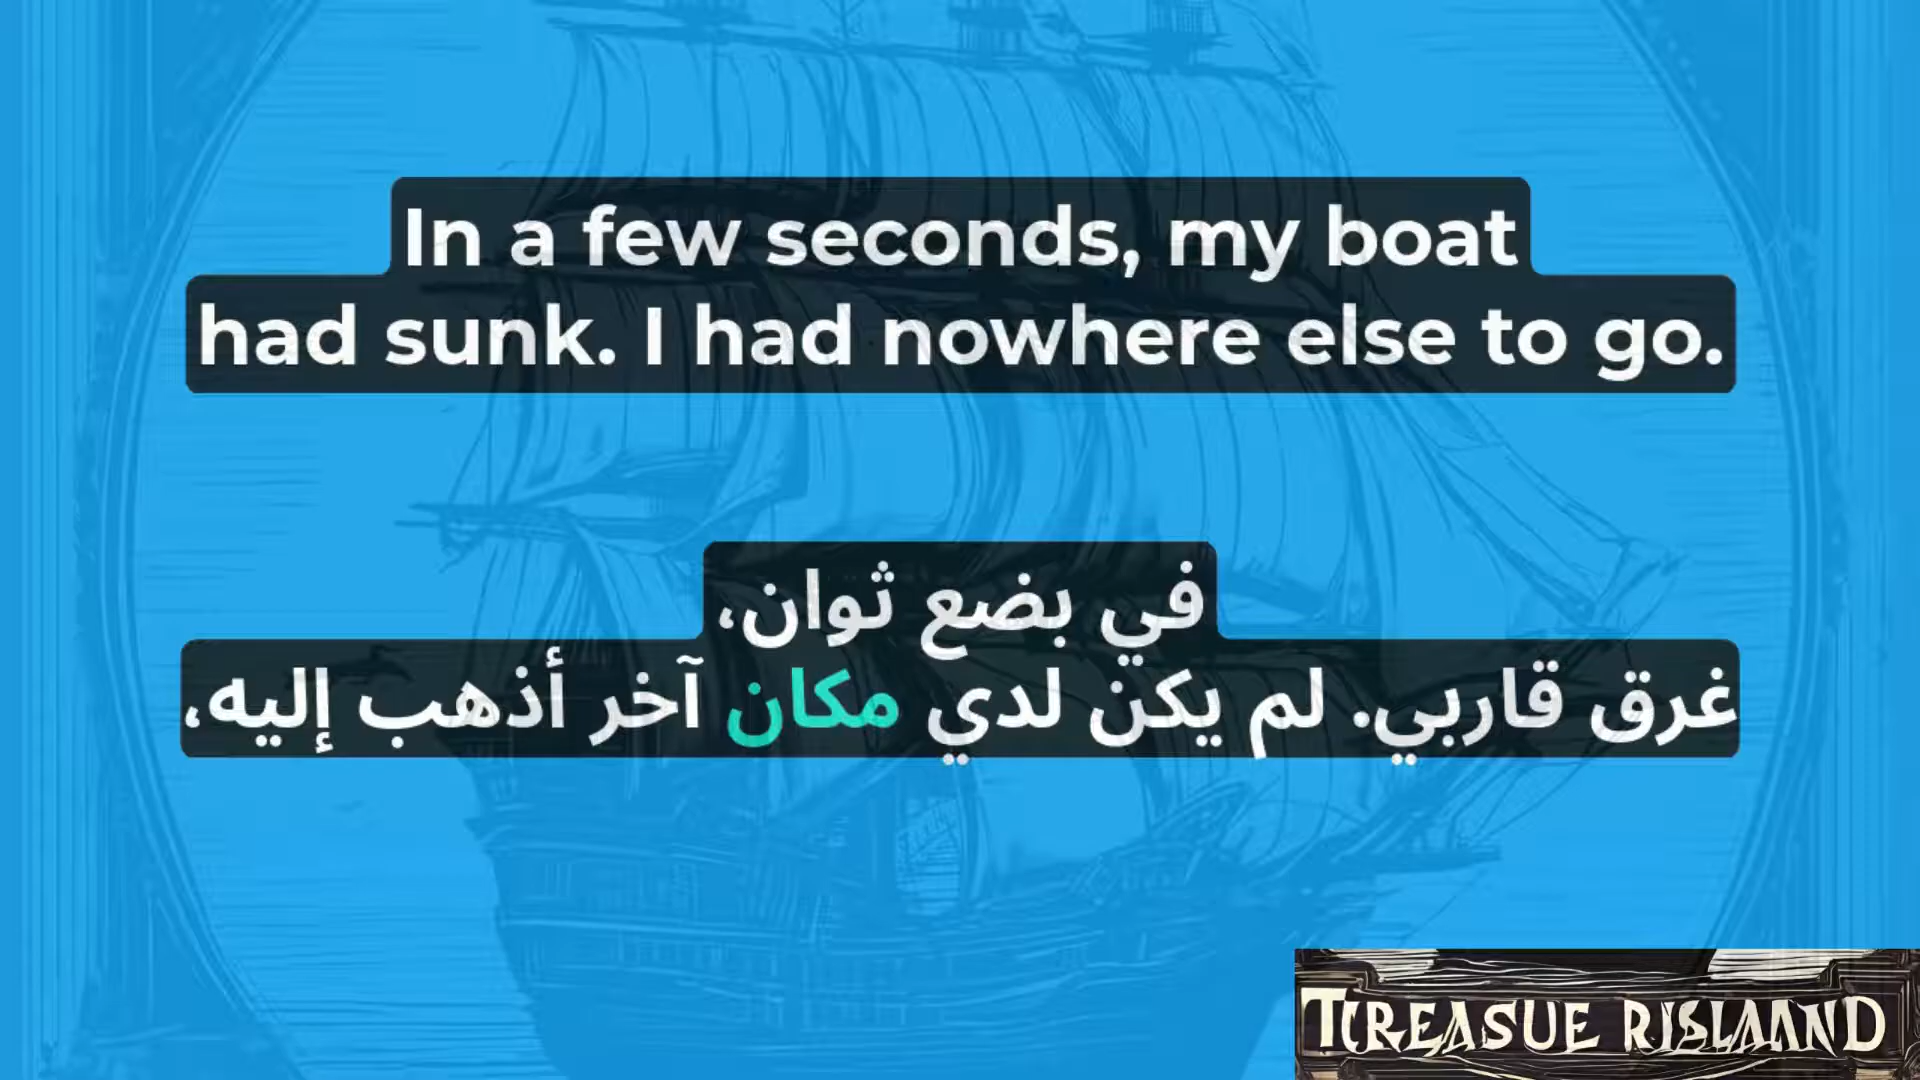 In a few seconds, my boat
had sunk. I had nowhere else to go.
في بضع ثوان،
غرق قاربي. لم يكن لدي مكان آخر أذهب إليه،
TIREASUE RISLAAND